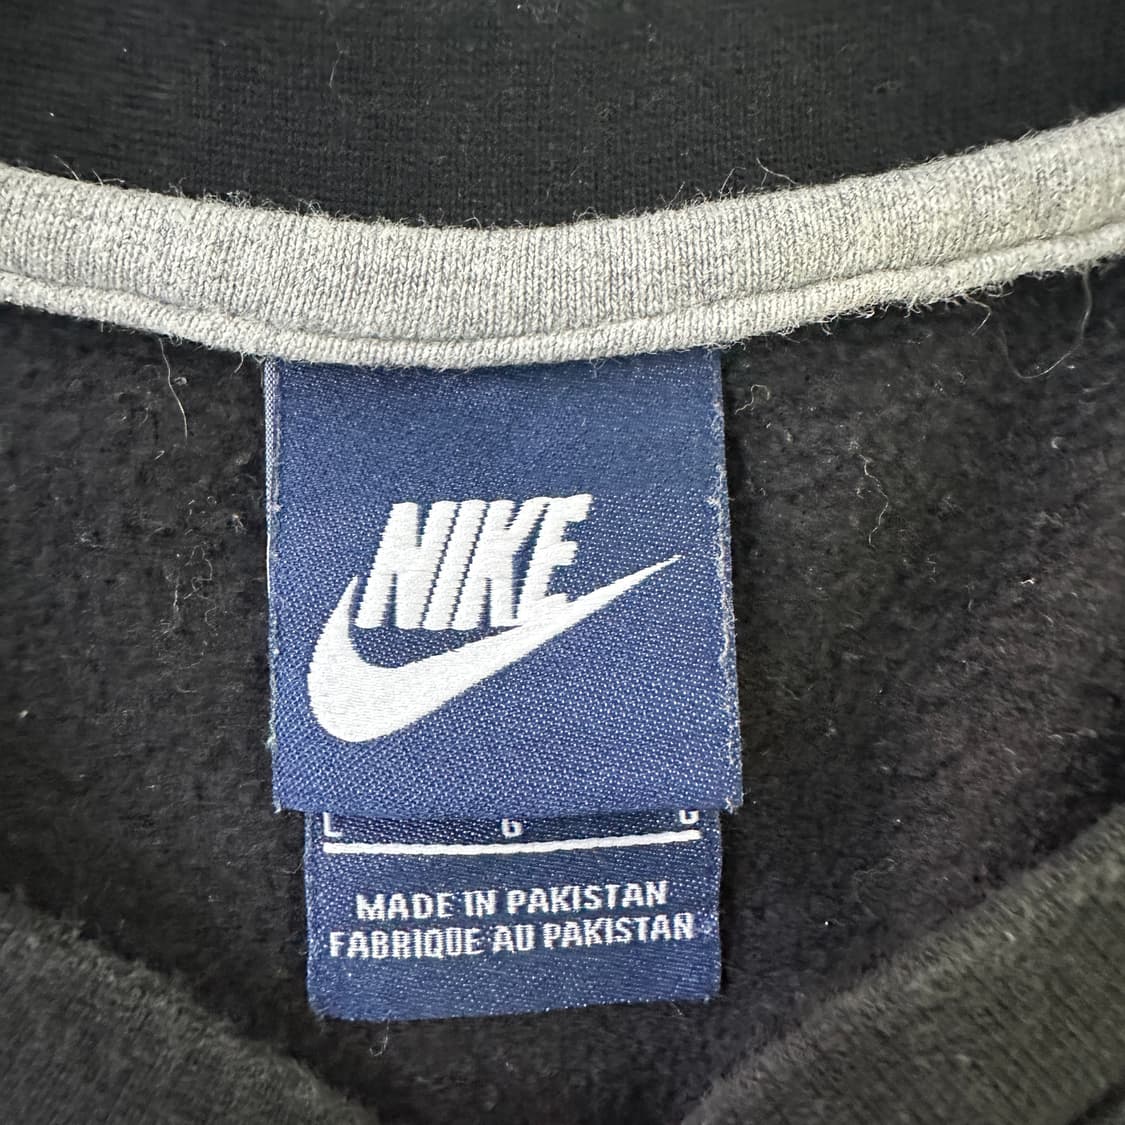 NIKE
L G G
MADE IN PAKISTAN
FABRIQUE AU PAKISTAN